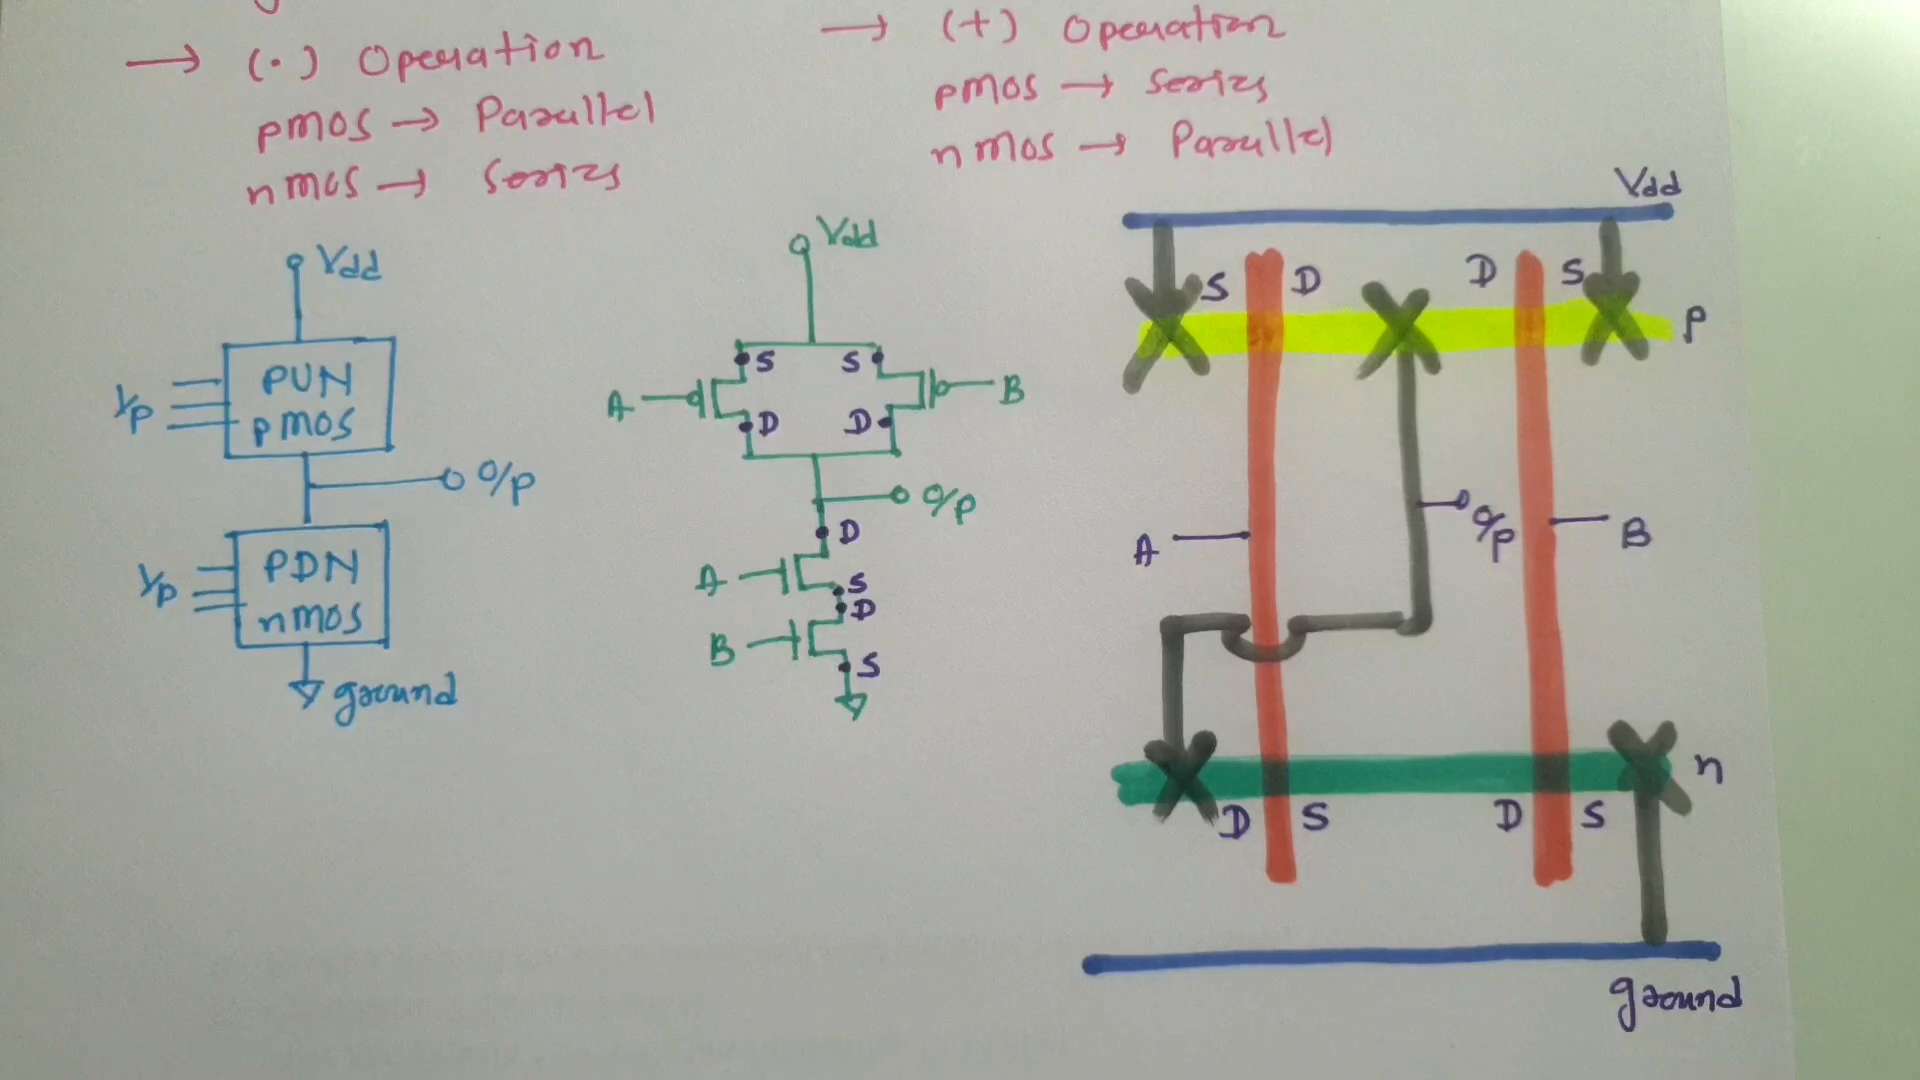 → (.) Operation
pmos → Parallel
nmos → Series
→ (+) Operation
pmos → Series
nmos → Parallel
Vdd
PUN
pmos
I/p
o/p
I/p
PDN
nmos
ground
Vdd
S S
A B
D D
o/p
D
A
S
D
B
S
Vdd
S D D S
P
A o/p B
n
D S D S
ground